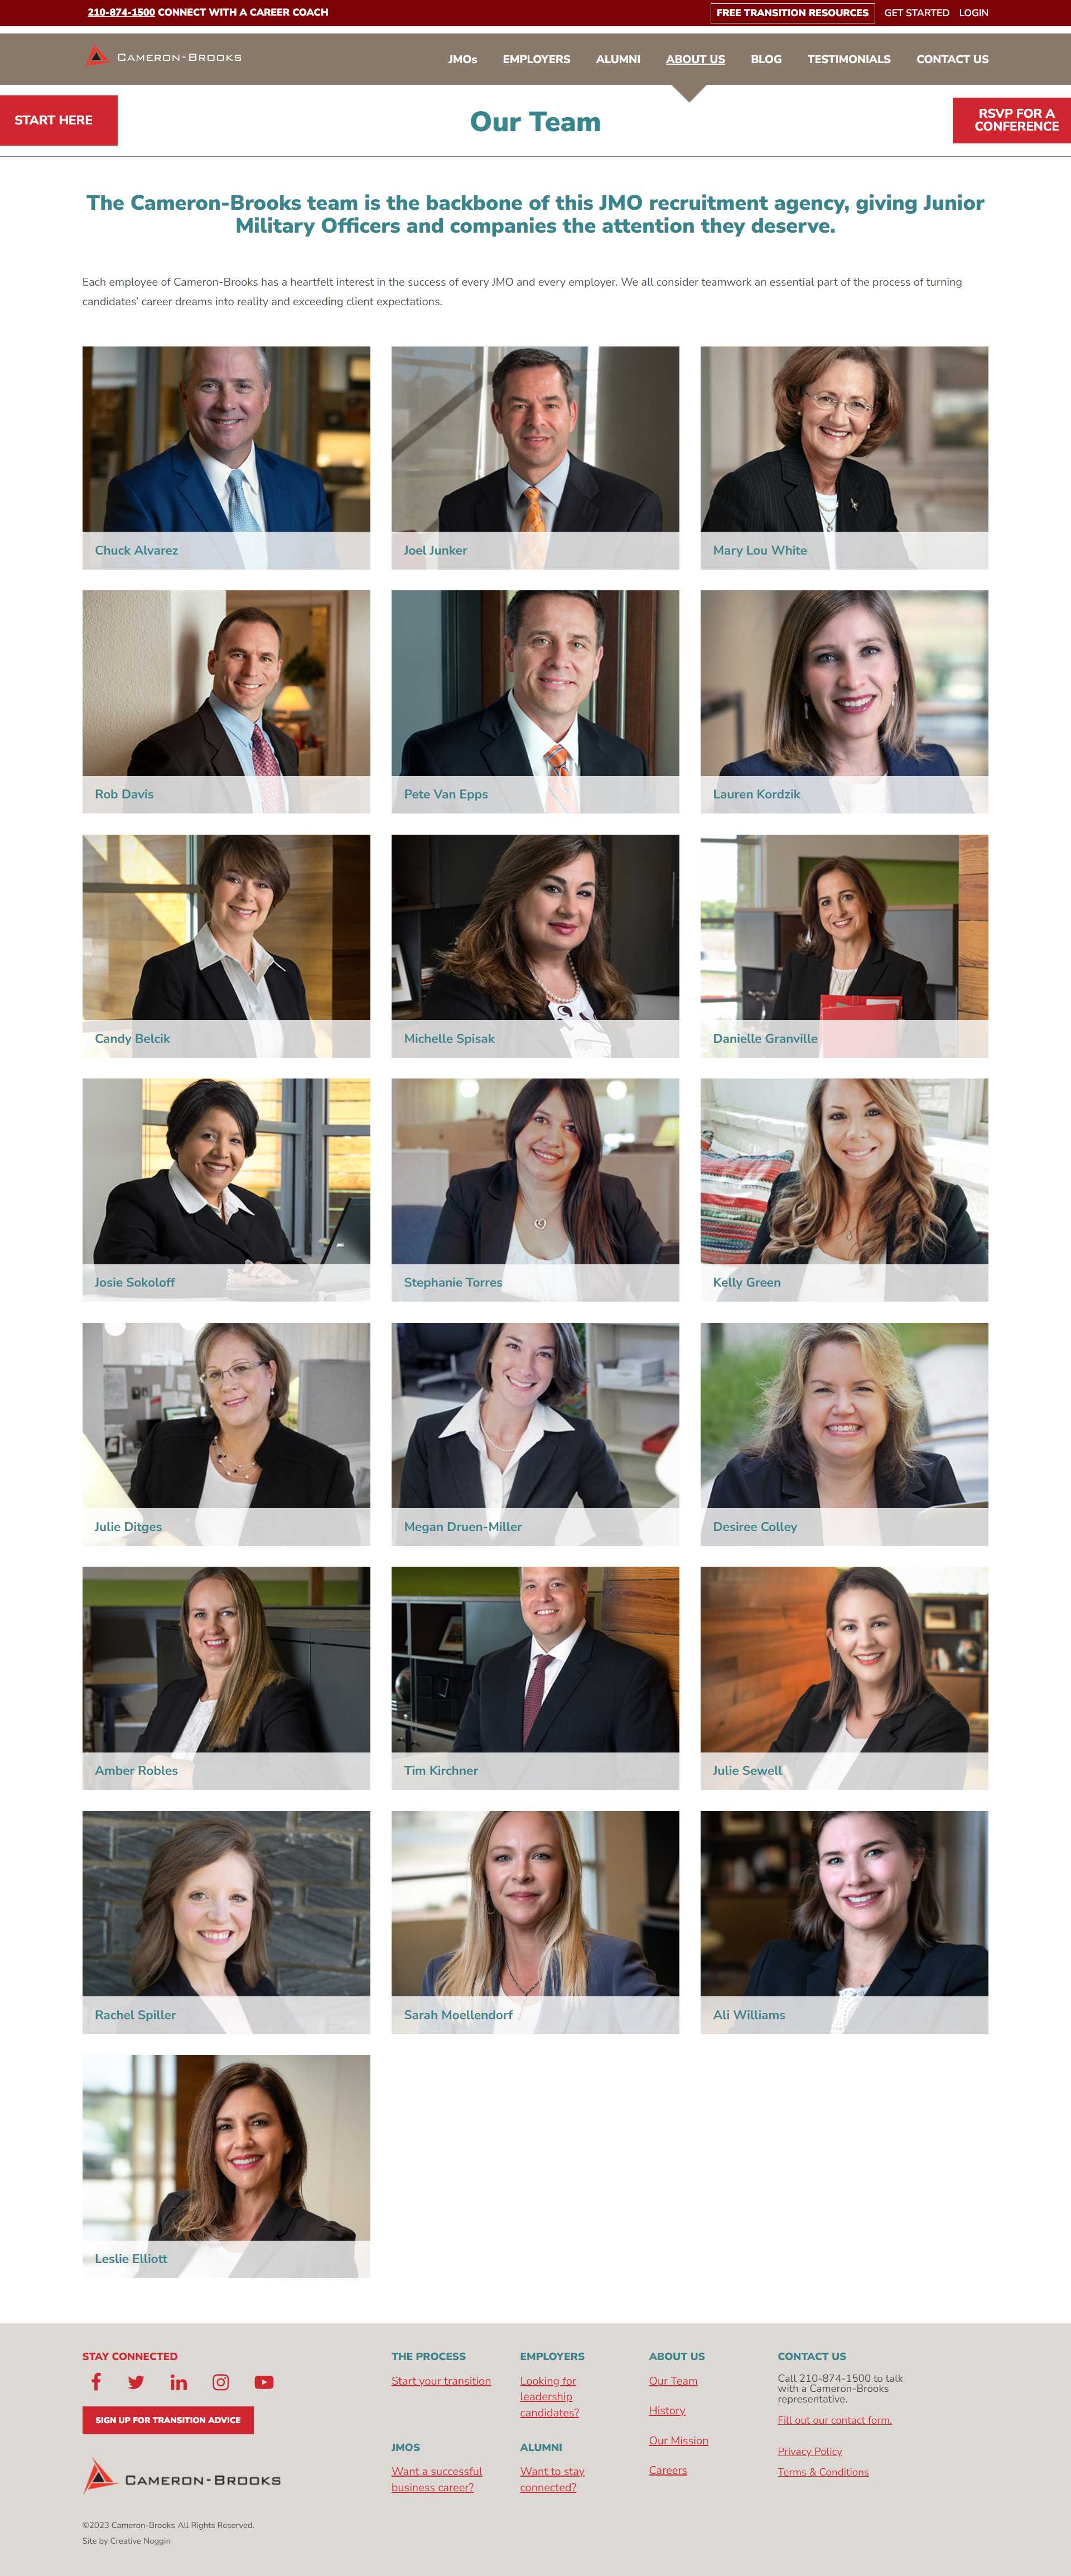 210-874-1500 CONNECT WITH A CAREER COACH
FREE TRANSITION RESOURCES GET STARTED LOGIN
CAMERON-BROOKS
JMOs EMPLOYERS ALUMNI ABOUT US BLOG TESTIMONIALS CONTACT US
START HERE
Our Team
RSVP FOR A
CONFERENCE
The Cameron-Brooks team is the backbone of this JMO recruitment agency, giving Junior
Military Officers and companies the attention they deserve.
Each employee of Cameron-Brooks has a heartfelt interest in the success of every JMO and every employer. We all consider teamwork an essential part of the process of turning
candidates' career dreams into reality and exceeding client expectations.
Chuck Alvarez
Joel Junker
Mary Lou White
Rob Davis
Pete Van Epps
Lauren Kordzik
Candy Belcik
Michelle Spisak
Danielle Granville
Josie Sokoloff
Stephanie Torres
Kelly Green
Julie Ditges
Megan Druen-Miller
Desiree Colley
Amber Robles
Tim Kirchner
Julie Sewell
Rachel Spiller
Sarah Moellendorf
Ali Williams
Leslie Elliott
STAY CONNECTED
SIGN UP FOR TRANSITION ADVICE
CAMERON-BROOKS
©2023 Cameron-Brooks All Rights Reserved.
Site by Creative Noggin
THE PROCESS
Start your transition
JMOS
Want a successful
business career?
EMPLOYERS
Looking for
leadership
candidates?
ALUMNI
Want to stay
connected?
ABOUT US
Our Team
History
Our Mission
Careers
CONTACT US
Call 210-874-1500 to talk
with a Cameron-Brooks
representative.
Fill out our contact form.
Privacy Policy
Terms & Conditions